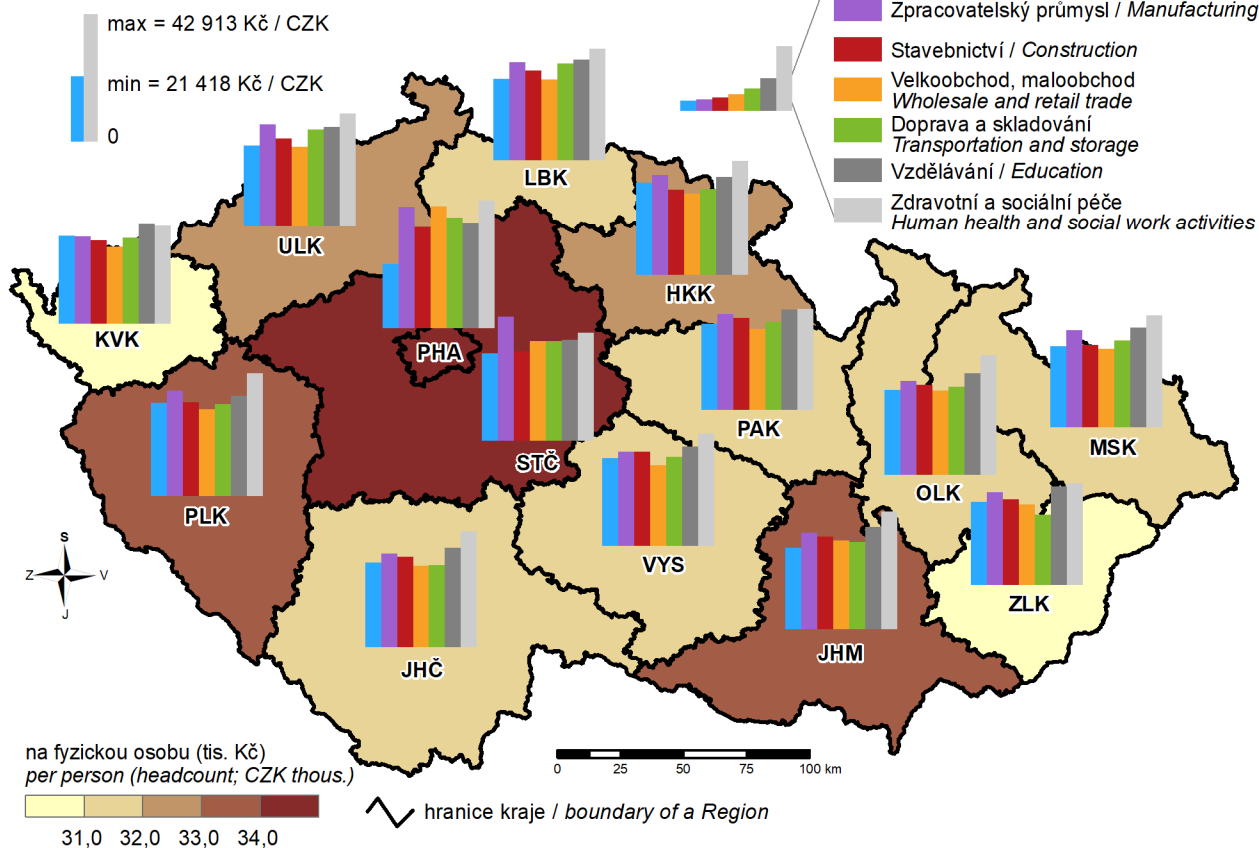 max = 42 913 Kč / CZK
min = 21 418 Kč / CZK
0
Zpracovatelský průmysl / Manufacturing
Stavebnictví / Construction
Velkoobchod, maloobchod
Wholesale and retail trade
Doprava a skladování
Transportation and storage
Vzdělávání / Education
Zdravotní a sociální péče
Human health and social work activities
LBK
ULK
HKK
KVK
PHA
PAK
MSK
STČ
OLK
PLK
VYS
ZLK
JHČ
JHM
S
Z
V
J
na fyzickou osobu (tis. Kč)
per person (headcount; CZK thous.)
31,0 32,0 33,0 34,0
0 25 50 75 100 km
hranice kraje / boundary of a Region